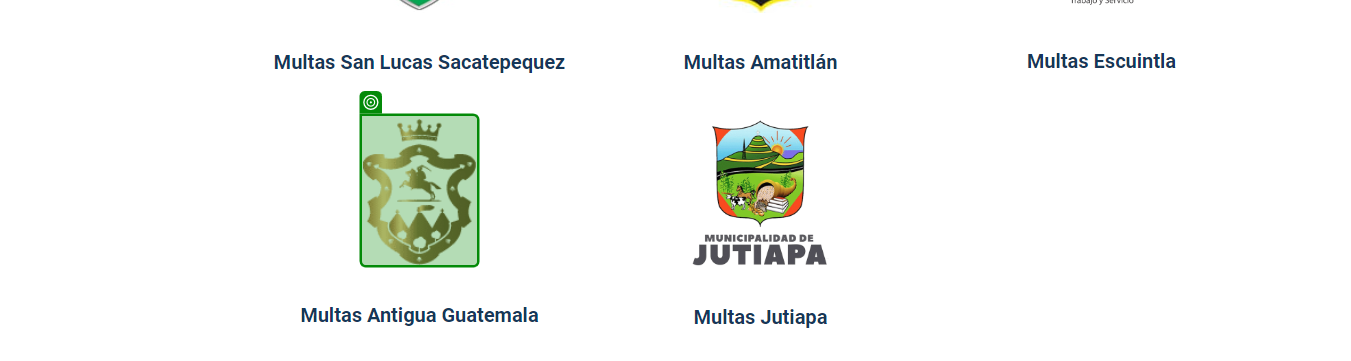 Trabajo y Servicio
Multas San Lucas Sacatepequez
Multas Amatitlán
Multas Escuintla
MUNICIPALIDAD DE
JUTIAPA
Multas Antigua Guatemala
Multas Jutiapa